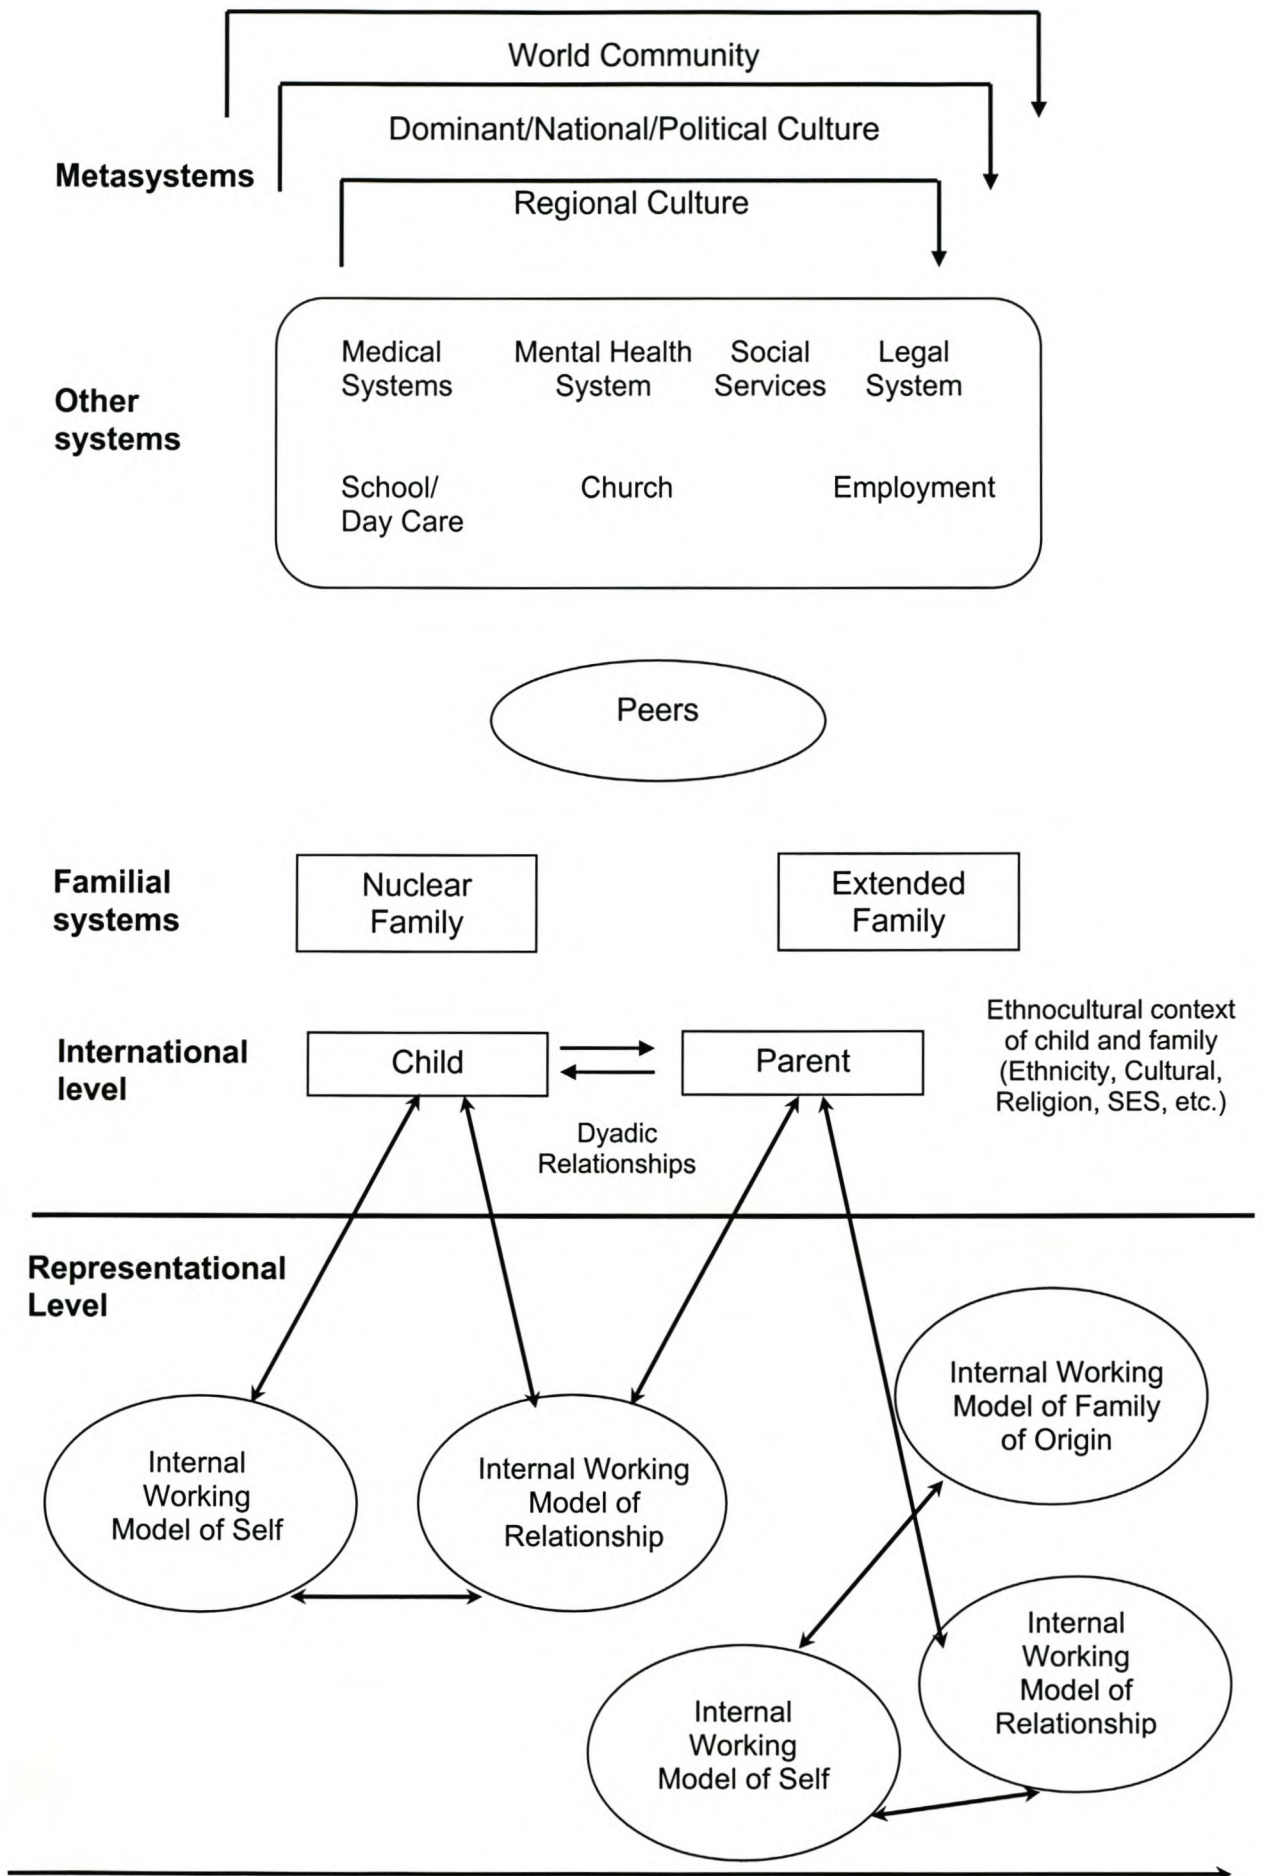 World Community
Dominant/National/Political Culture
Metasystems
Regional Culture
Medical
Systems
Mental Health
System
Social
Services
Legal
System
Other
systems
School/
Day Care
Church
Employment
Peers
Familial
systems
Nuclear
Family
Extended
Family
International
level
Child
Parent
Ethnocultural context
of child and family
(Ethnicity, Cultural,
Religion, SES, etc.)
Dyadic
Relationships
Representational
Level
Internal
Working
Model of Self
Internal Working
Model of
Relationship
Internal Working
Model of Family
of Origin
Internal
Working
Model of Self
Internal
Working
Model of
Relationship